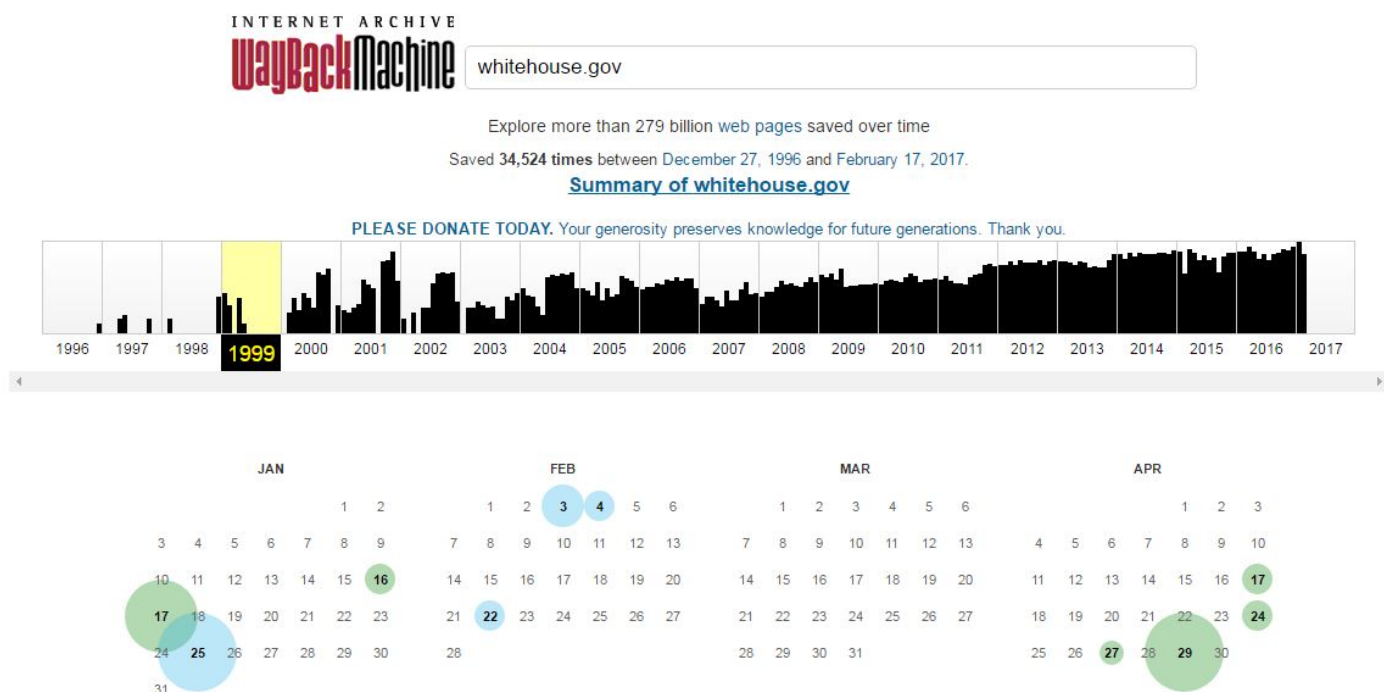 INTERNET ARCHIVE
WayBackMachine
whitehouse.gov
Explore more than 279 billion web pages saved over time
Saved 34,524 times between December 27, 1996 and February 17, 2017.
Summary of whitehouse.gov
PLEASE DONATE TODAY. Your generosity preserves knowledge for future generations. Thank you.
1996 1997 1998 1999 2000 2001 2002 2003 2004 2005 2006 2007 2008 2009 2010 2011 2012 2013 2014 2015 2016 2017
JAN FEB MAR APR
1 2 1 2 3 4 5 6 1 2 3 4 5 6 1 2 3
3 4 5 6 7 8 9 7 8 9 10 11 12 13 7 8 9 10 11 12 13 4 5 6 7 8 9 10
10 11 12 13 14 15 16 14 15 16 17 18 19 20 14 15 16 17 18 19 20 11 12 13 14 15 16 17
17 18 19 20 21 22 23 21 22 23 24 25 26 27 21 22 23 24 25 26 27 18 19 20 21 22 23 24
24 25 26 27 28 29 30 28 28 29 30 31 25 26 27 28 29 30
31